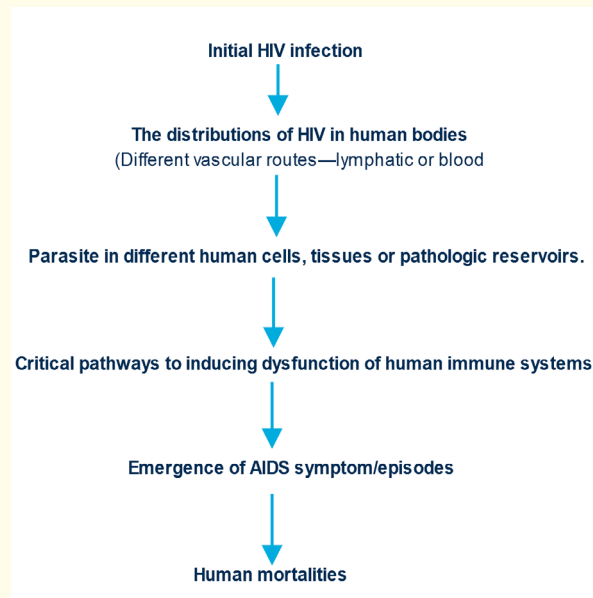 Initial HIV infection
The distributions of HIV in human bodies
(Different vascular routes—lymphatic or blood
Parasite in different human cells, tissues or pathologic reservoirs.
Critical pathways to inducing dysfunction of human immune systems
Emergence of AIDS symptom/episodes
Human mortalities